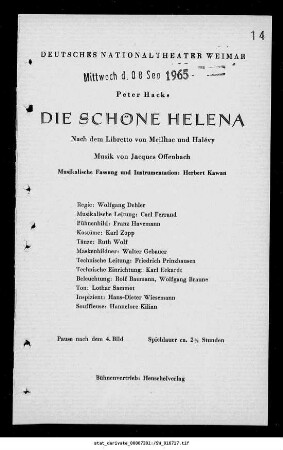 14
DEUTSCHES NATIONALTHEATER WEIMAR
Mittwoch d. 08 Sep 1965
Peter Hacks
DIE SCHÖNE HELENA
Nach dem Libretto von Meilhac und Halévy
Musik von Jacques Offenbach
Musikalische Fassung und Instrumentation: Herbert Kawan
Regie: Wolfgang Dehler
Musikalische Leitung: Carl Ferrand
Bühnenbild: Franz Havemann
Kostüme: Karl Zopp
Tänze: Ruth Wolf
Maskenbildner: Walter Gebauer
Technische Leitung: Friedrich Prinzhausen
Technische Einrichtung: Karl Eckardt
Beleuchtung: Rolf Baumann, Wolfgang Braune
Ton: Lothar Sammet
Inspizient: Hans-Dieter Wiesemann
Souffleuse: Hannelore Kilian
Pause nach dem 4. Bild Spieldauer ca. 2¾ Stunden
Bühnenvertrieb: Henschelverlag